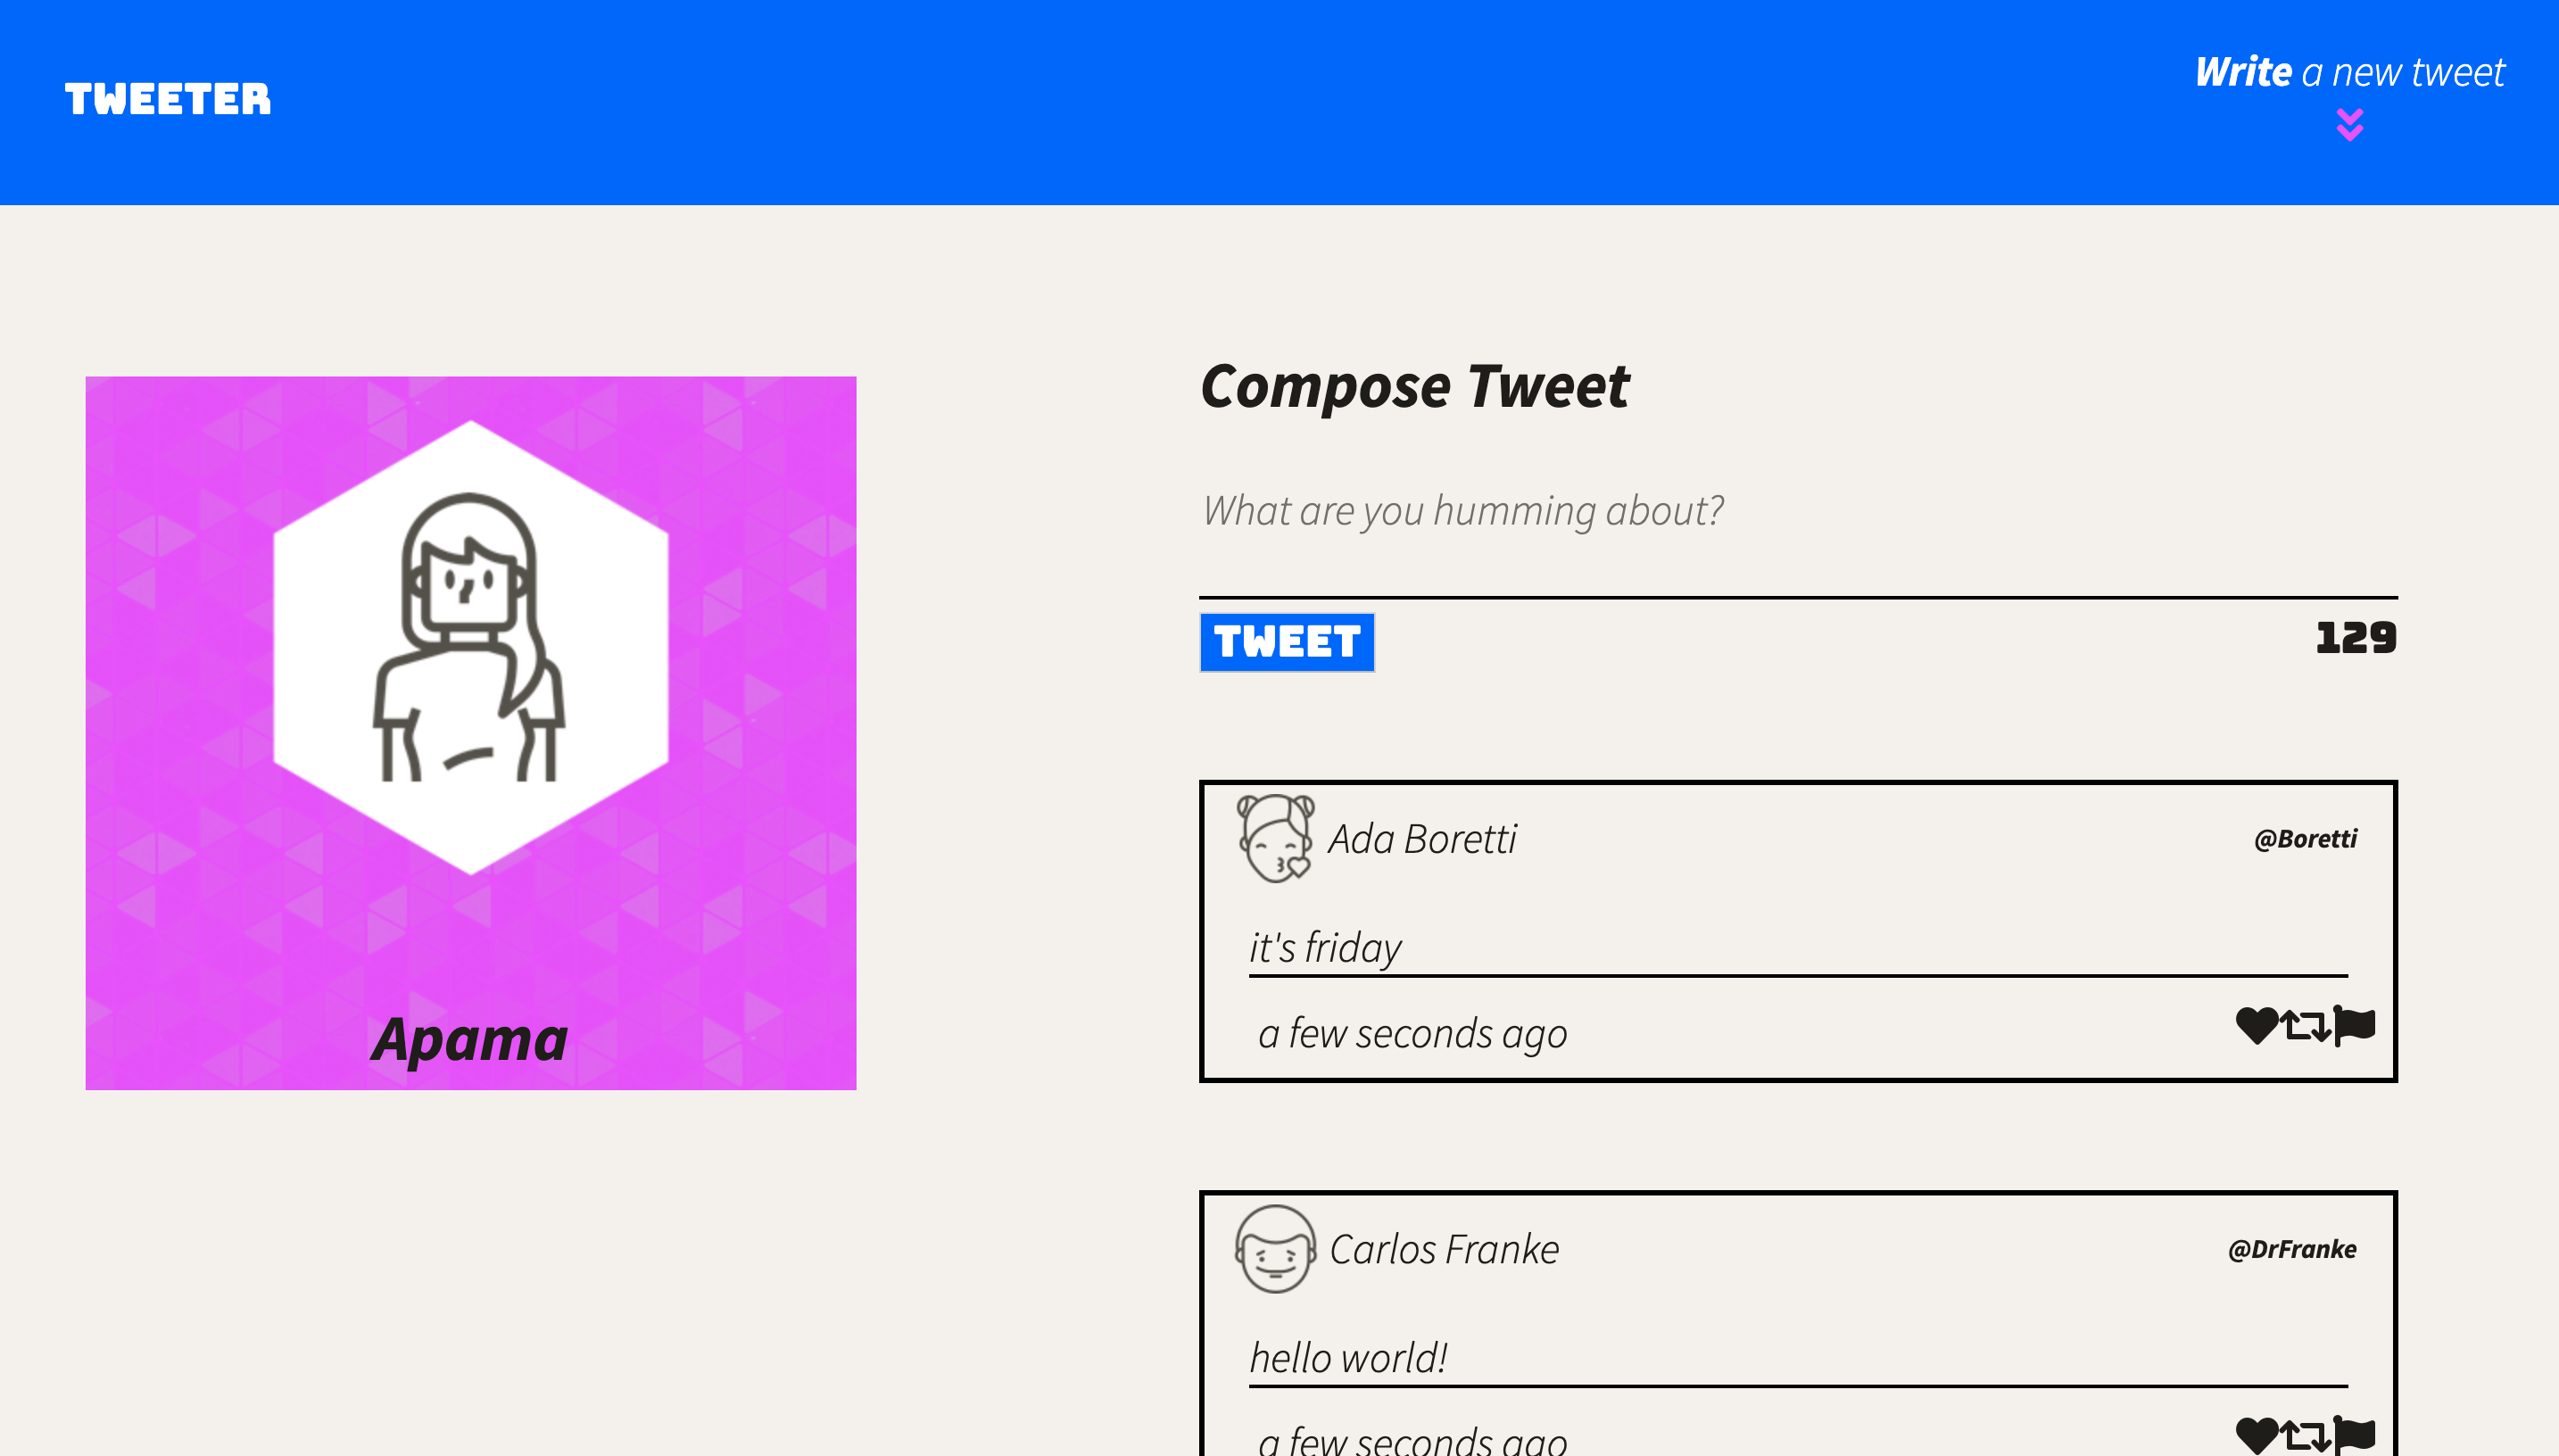 TWEETER
Write a new tweet
Apama
Compose Tweet
What are you humming about?
TWEET
129
Ada Boretti
@Boretti
it's friday
a few seconds ago
Carlos Franke
@DrFranke
hello world!
a few seconds ago